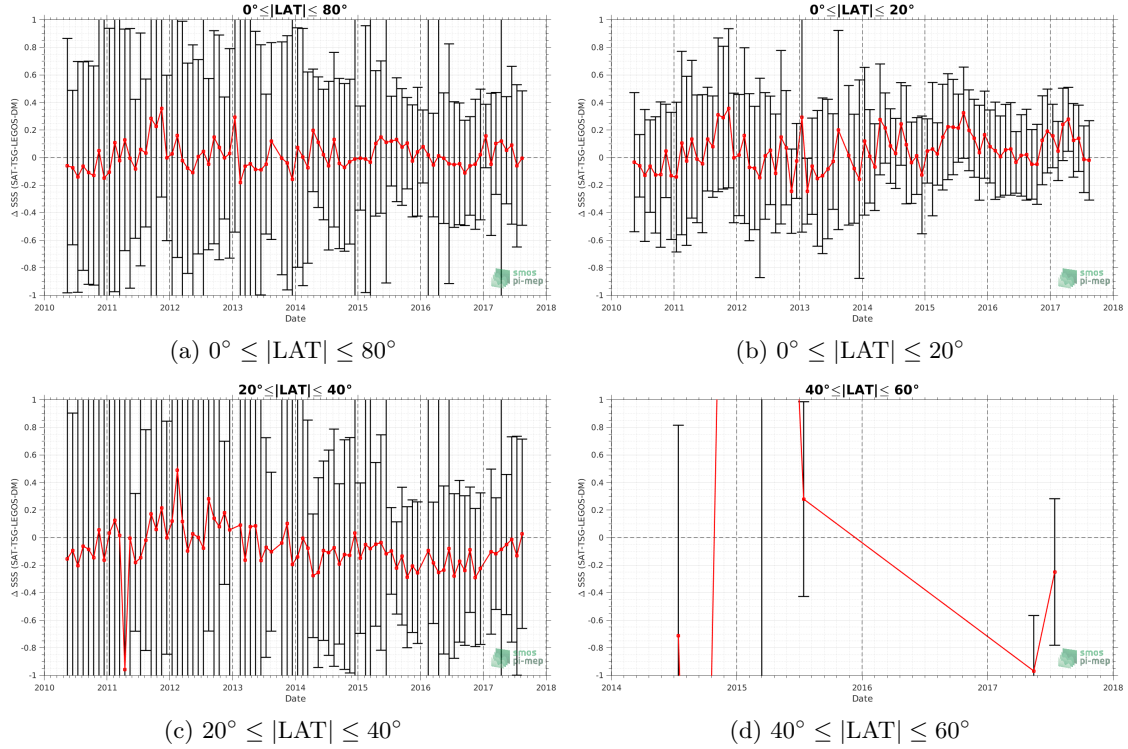 0°≤|LAT|≤ 80°
1
0.8
0.6
0.4
0.2
0
-0.2
-0.4
-0.6
-0.8
-1
Δ SSS (SAT-TSG-LEGOS-DM)
2010 2011 2012 2013 2014 2015 2016 2017 2018
Date
smos
pi-mep
(a) 0° ≤ |LAT| ≤ 80°
0°≤|LAT|≤ 20°
1
0.8
0.6
0.4
0.2
0
-0.2
-0.4
-0.6
-0.8
-1
Δ SSS (SAT-TSG-LEGOS-DM)
2010 2011 2012 2013 2014 2015 2016 2017 2018
Date
smos
pi-mep
(b) 0° ≤ |LAT| ≤ 20°
20°≤|LAT|≤ 40°
1
0.8
0.6
0.4
0.2
0
-0.2
-0.4
-0.6
-0.8
-1
Δ SSS (SAT-TSG-LEGOS-DM)
2010 2011 2012 2013 2014 2015 2016 2017 2018
Date
smos
pi-mep
(c) 20° ≤ |LAT| ≤ 40°
40°≤|LAT|≤ 60°
1
0.8
0.6
0.4
0.2
0
-0.2
-0.4
-0.6
-0.8
-1
Δ SSS (SAT-TSG-LEGOS-DM)
2014 2015 2016 2017 2018
Date
smos
pi-mep
(d) 40° ≤ |LAT| ≤ 60°